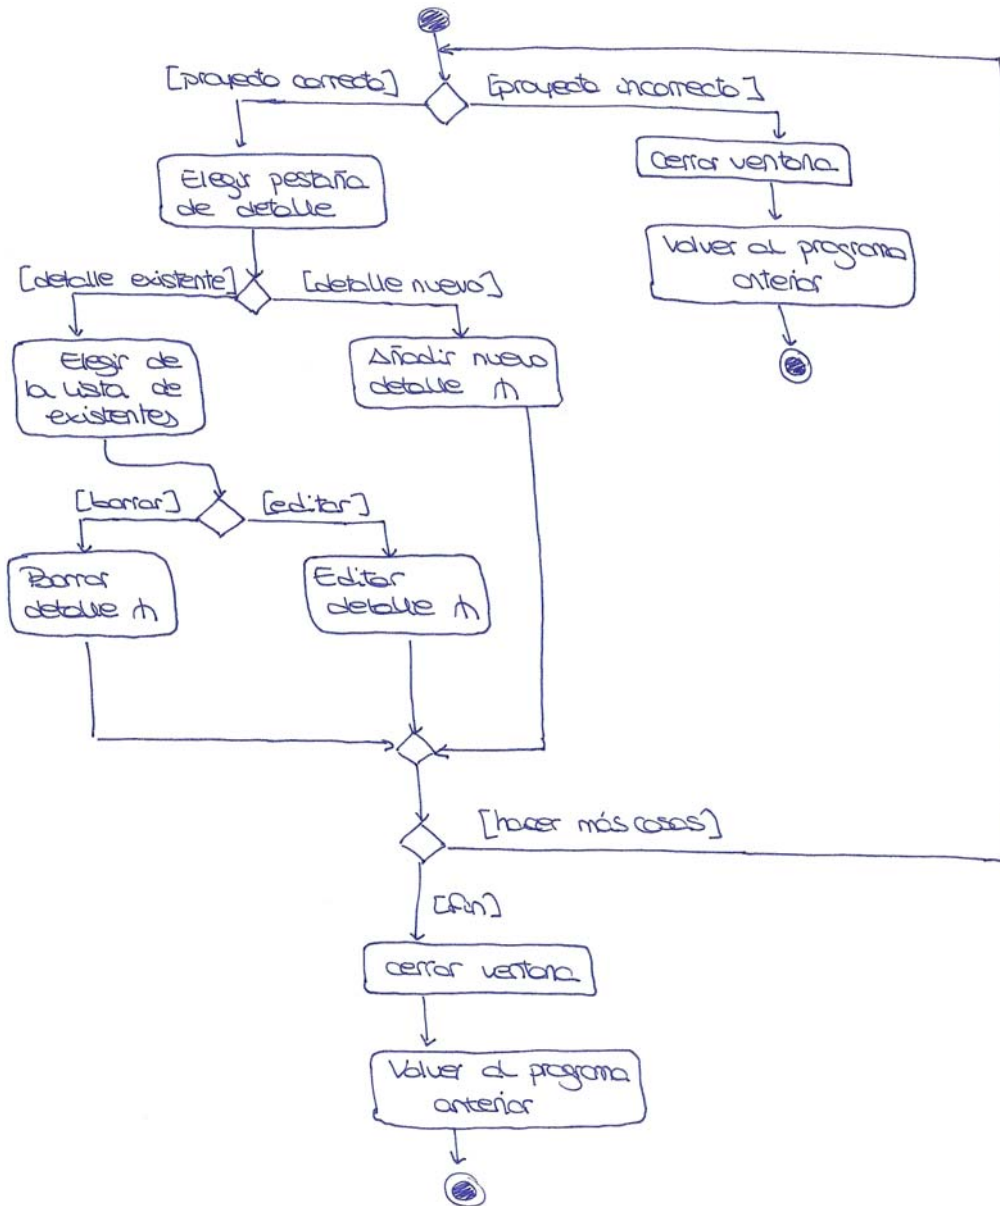 [proyecto correcto]
[proyecto incorrecto]
Elegir pestaña
de detalle
cerrar ventana
Volver al programa
anterior
[detalle existente]
[detalle nuevo]
Elegir de
la lista de
existentes
Añadir nuevo
detalle
[borrar]
[editar]
Borrar
detalle
Editar
detalle
[hacer más cosas]
[fin]
cerrar ventana
Volver al programa
anterior